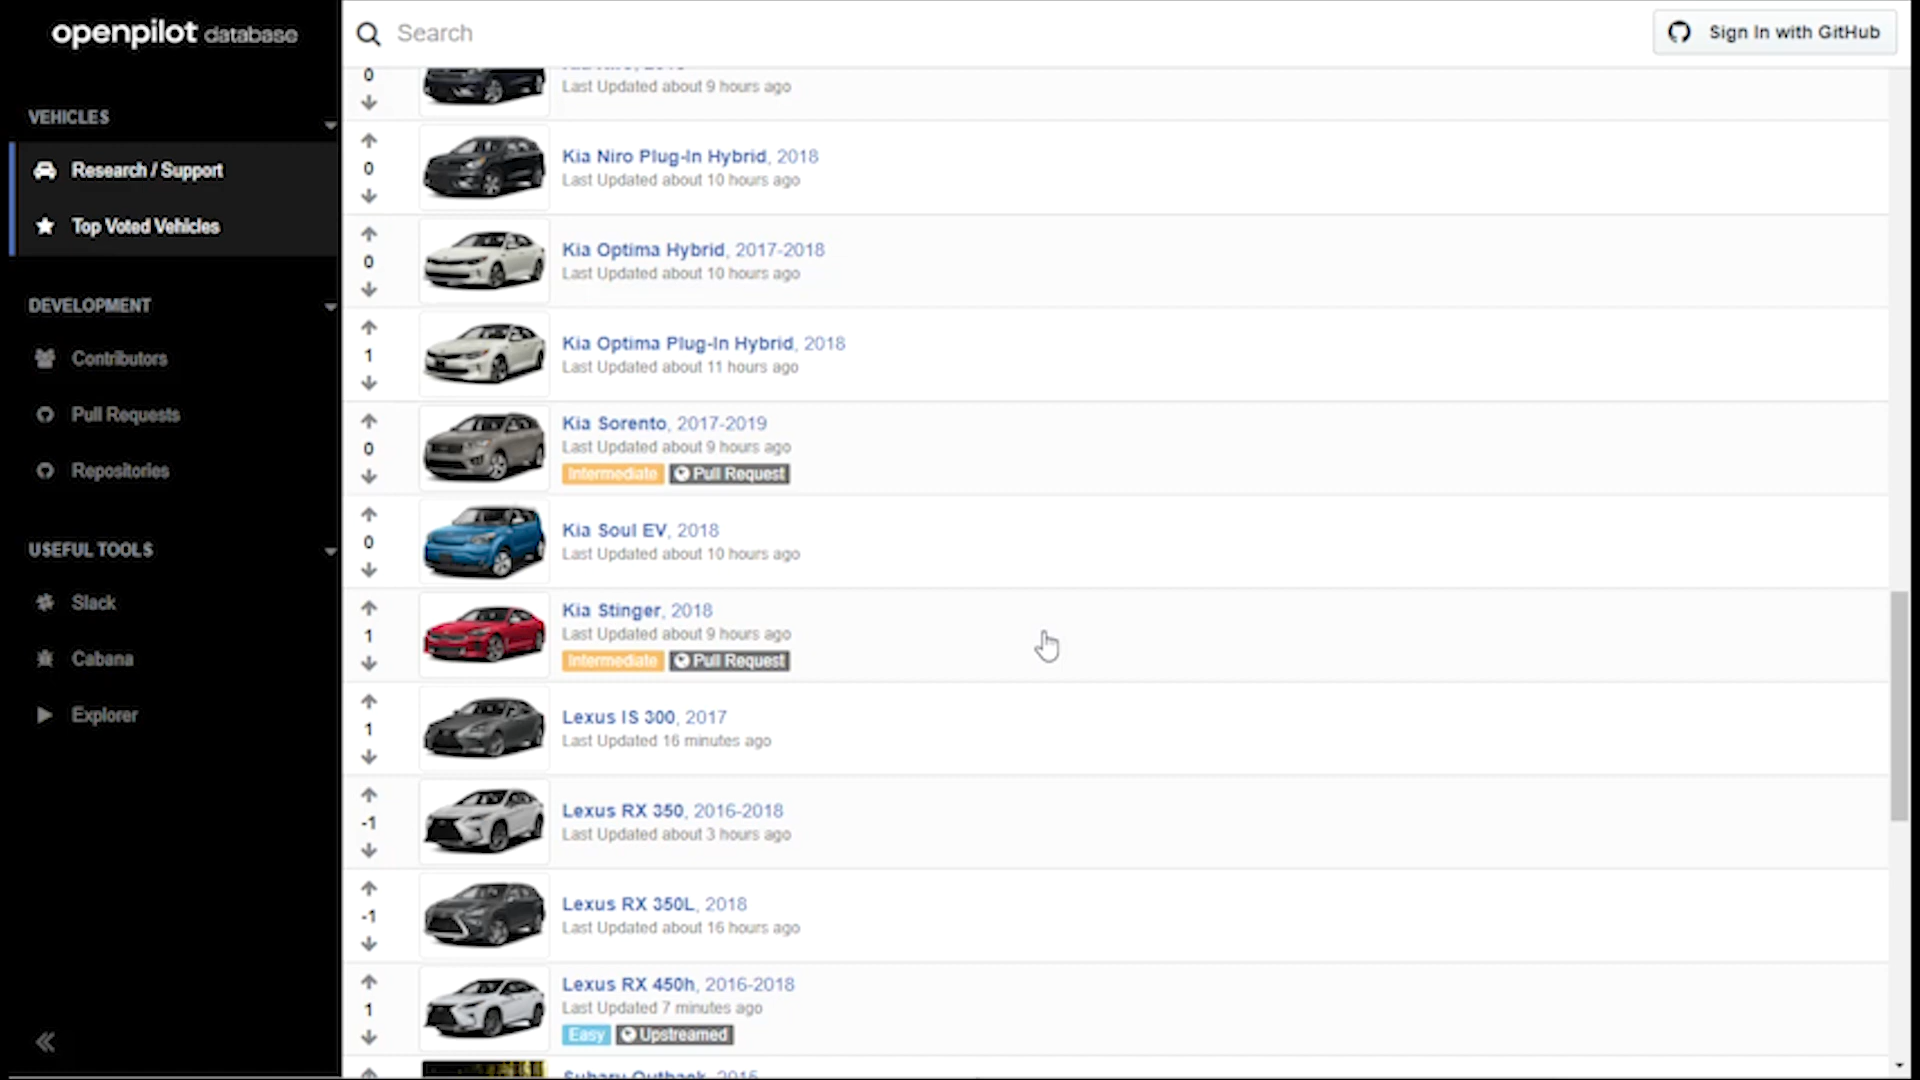 openpilot database
Search
Sign In with GitHub
VEHICLES
Research / Support
Top Voted Vehicles
DEVELOPMENT
Contributors
Pull Requests
Repositories
USEFUL TOOLS
Slack
Cabana
Explorer
0
Last Updated about 9 hours ago
0
Kia Niro Plug-In Hybrid, 2018
Last Updated about 10 hours ago
0
Kia Optima Hybrid, 2017-2018
Last Updated about 10 hours ago
1
Kia Optima Plug-In Hybrid, 2018
Last Updated about 11 hours ago
0
Kia Sorento, 2017-2019
Last Updated about 9 hours ago
Intermediate Pull Request
0
Kia Soul EV, 2018
Last Updated about 10 hours ago
1
Kia Stinger, 2018
Last Updated about 9 hours ago
Intermediate Pull Request
1
Lexus IS 300, 2017
Last Updated 16 minutes ago
-1
Lexus RX 350, 2016-2018
Last Updated about 3 hours ago
-1
Lexus RX 350L, 2018
Last Updated about 16 hours ago
1
Lexus RX 450h, 2016-2018
Last Updated 7 minutes ago
Easy Upstreamed
Subaru Outback, 2015